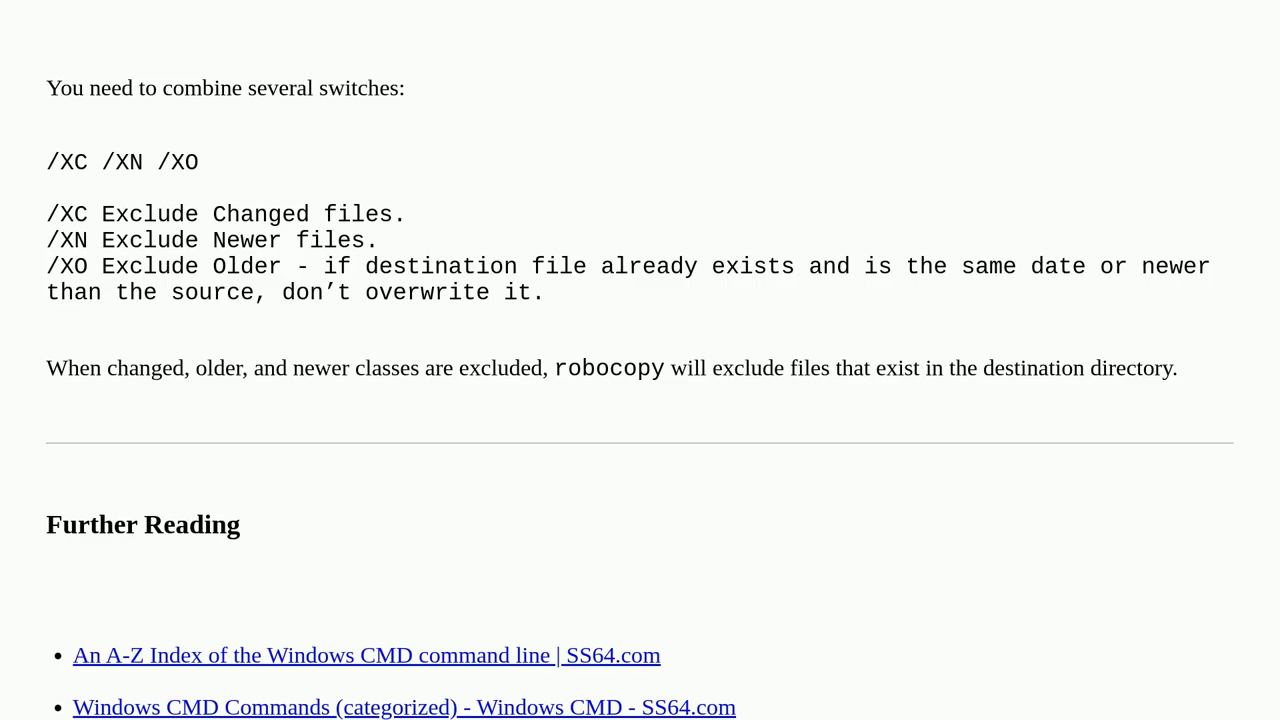 You need to combine several switches:
/XC /XN /XO
/XC Exclude Changed files.
/XN Exclude Newer files.
/XO Exclude Older - if destination file already exists and is the same date or newer
than the source, don’t overwrite it.
When changed, older, and newer classes are excluded, robocopy will exclude files that exist in the destination directory.
Further Reading
• An A-Z Index of the Windows CMD command line | SS64.com
• Windows CMD Commands (categorized) - Windows CMD - SS64.com